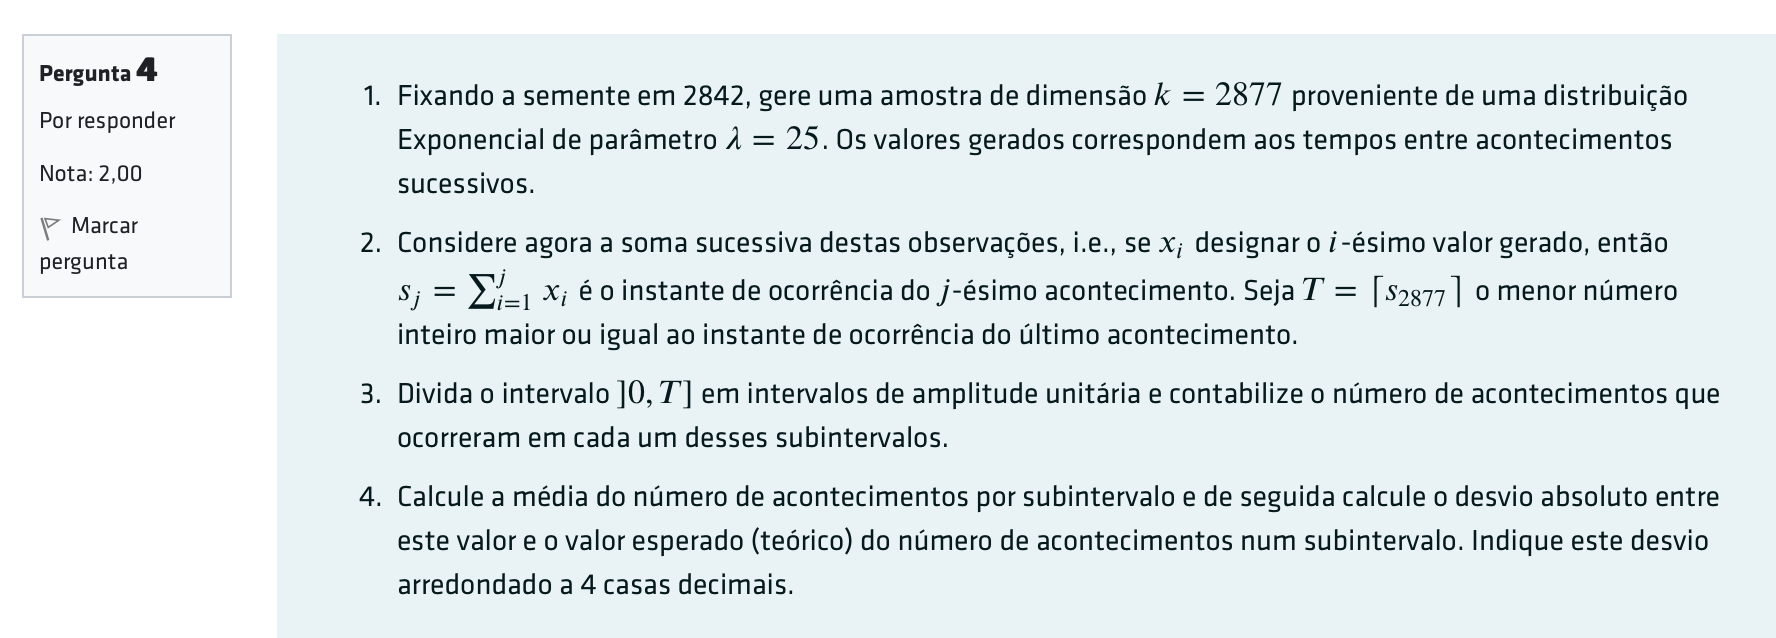 Pergunta 4
Por responder
Nota: 2,00
Marcar
pergunta
1. Fixando a semente em 2842, gere uma amostra de dimensão k = 2877 proveniente de uma distribuição
Exponencial de parâmetro λ = 25. Os valores gerados correspondem aos tempos entre acontecimentos
sucessivos.
2. Considere agora a soma sucessiva destas observações, i.e., se x_i designar o i-ésimo valor gerado, então
s_j = ∑_{i=1}^{j} x_i é o instante de ocorrência do j-ésimo acontecimento. Seja T = ⌈s_{2877}⌉ o menor número
inteiro maior ou igual ao instante de ocorrência do último acontecimento.
3. Divida o intervalo ]0, T] em intervalos de amplitude unitária e contabilize o número de acontecimentos que
ocorreram em cada um desses subintervalos.
4. Calcule a média do número de acontecimentos por subintervalo e de seguida calcule o desvio absoluto entre
este valor e o valor esperado (teórico) do número de acontecimentos num subintervalo. Indique este desvio
arredondado a 4 casas decimais.